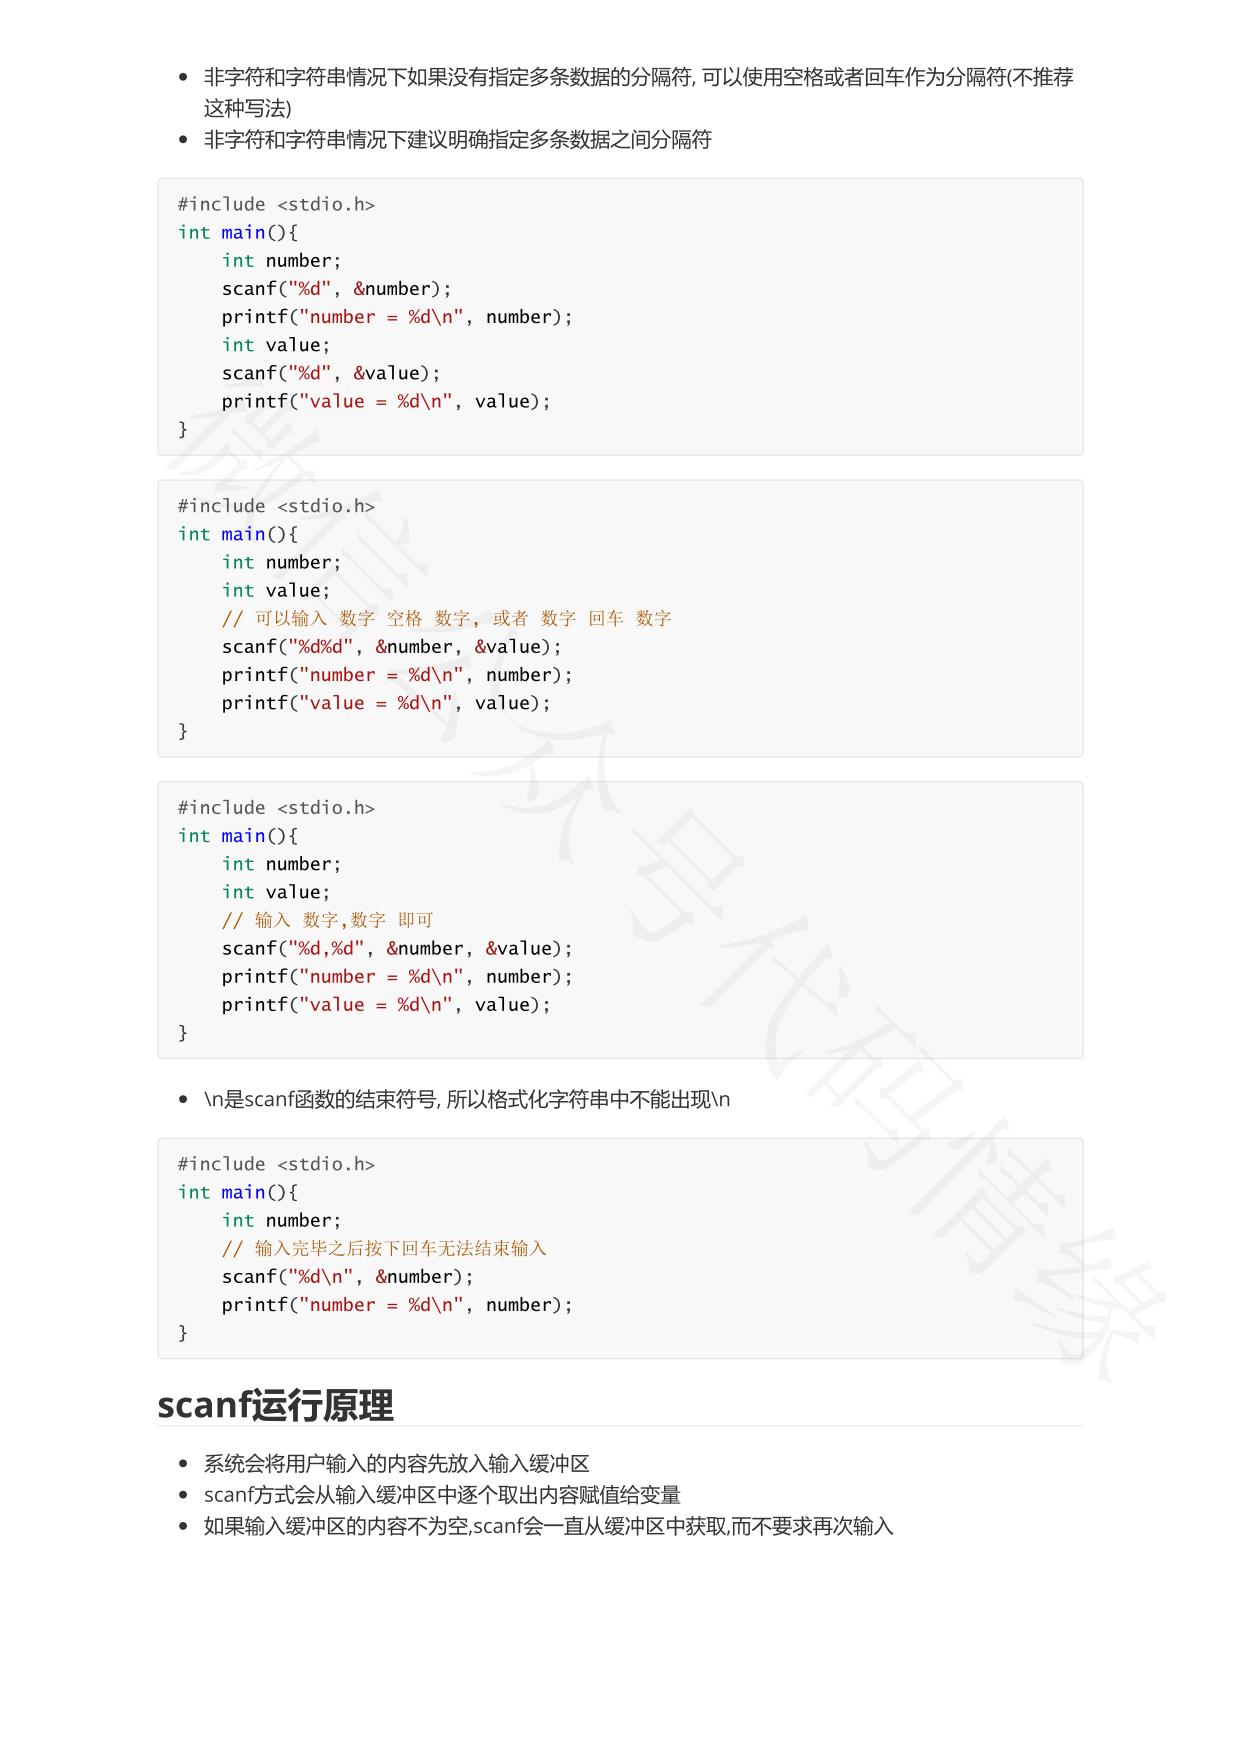 • 非字符和字符串情况下如果没有指定多条数据的分隔符, 可以使用空格或者回车作为分隔符(不推荐
这种写法)
• 非字符和字符串情况下建议明确指定多条数据之间分隔符
#include <stdio.h>
int main(){
    int number;
    scanf("%d", &number);
    printf("number = %d\n", number);
    int value;
    scanf("%d", &value);
    printf("value = %d\n", value);
}
#include <stdio.h>
int main(){
    int number;
    int value;
    // 可以输入 数字 空格 数字, 或者 数字 回车 数字
    scanf("%d%d", &number, &value);
    printf("number = %d\n", number);
    printf("value = %d\n", value);
}
#include <stdio.h>
int main(){
    int number;
    int value;
    // 输入 数字,数字 即可
    scanf("%d,%d", &number, &value);
    printf("number = %d\n", number);
    printf("value = %d\n", value);
}
• \n是scanf函数的结束符号, 所以格式化字符串中不能出现\n
#include <stdio.h>
int main(){
    int number;
    // 输入完毕之后按下回车无法结束输入
    scanf("%d\n", &number);
    printf("number = %d\n", number);
}
scanf运行原理
• 系统会将用户输入的内容先放入输入缓冲区
• scanf方式会从输入缓冲区中逐个取出内容赋值给变量
• 如果输入缓冲区的内容不为空,scanf会一直从缓冲区中获取,而不要求再次输入
微信公众号代码情缘